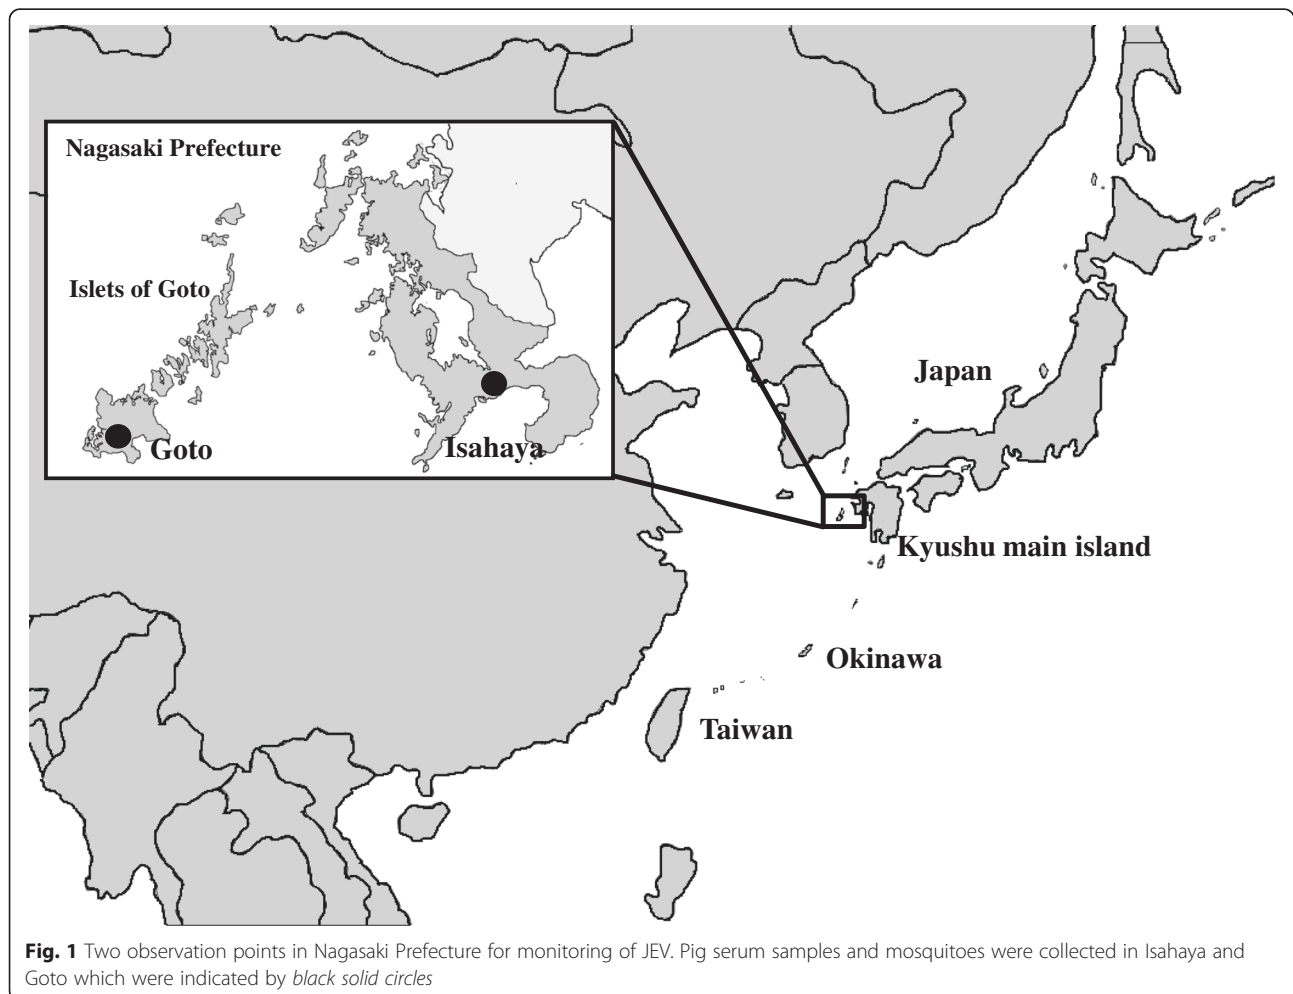 Nagasaki Prefecture
Islets of Goto
Goto
Isahaya
Japan
Kyushu main island
Okinawa
Taiwan
Fig. 1 Two observation points in Nagasaki Prefecture for monitoring of JEV. Pig serum samples and mosquitoes were collected in Isahaya and
Goto which were indicated by black solid circles